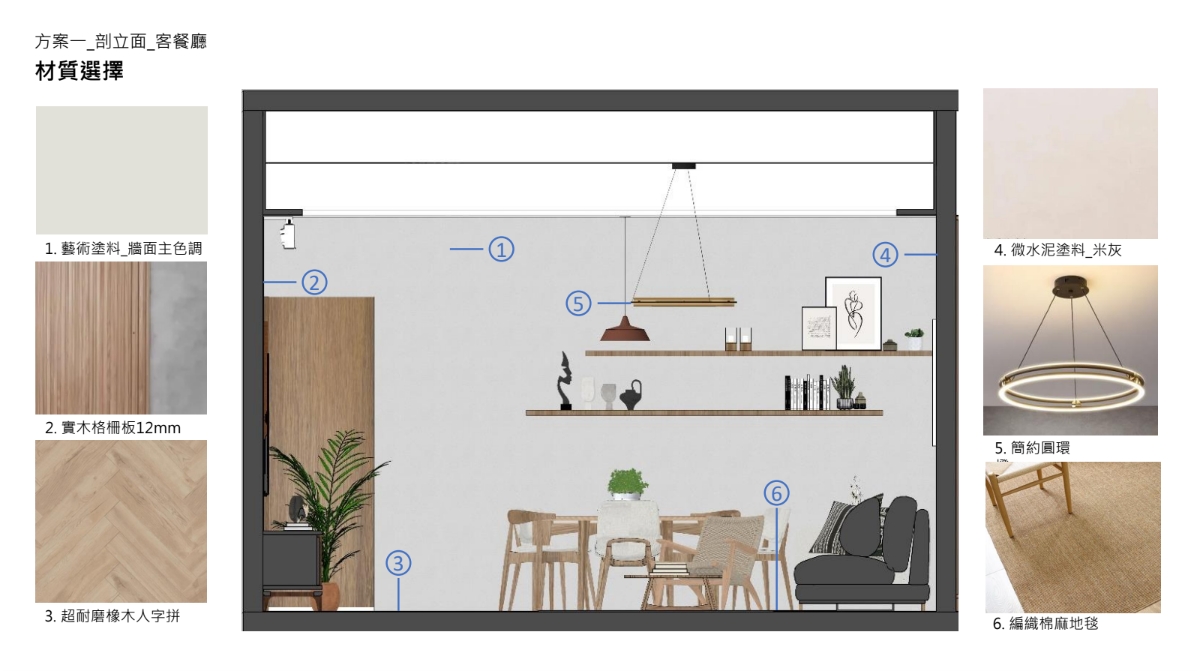 方案一_剖立面_客餐廳
材質選擇
1. 藝術塗料_牆面主色調
2. 實木格柵板12mm
3. 超耐磨橡木人字拼
①
②
③
④
⑤
⑥
4. 微水泥塗料_米灰
5. 簡約圓環
6. 編織棉麻地毯